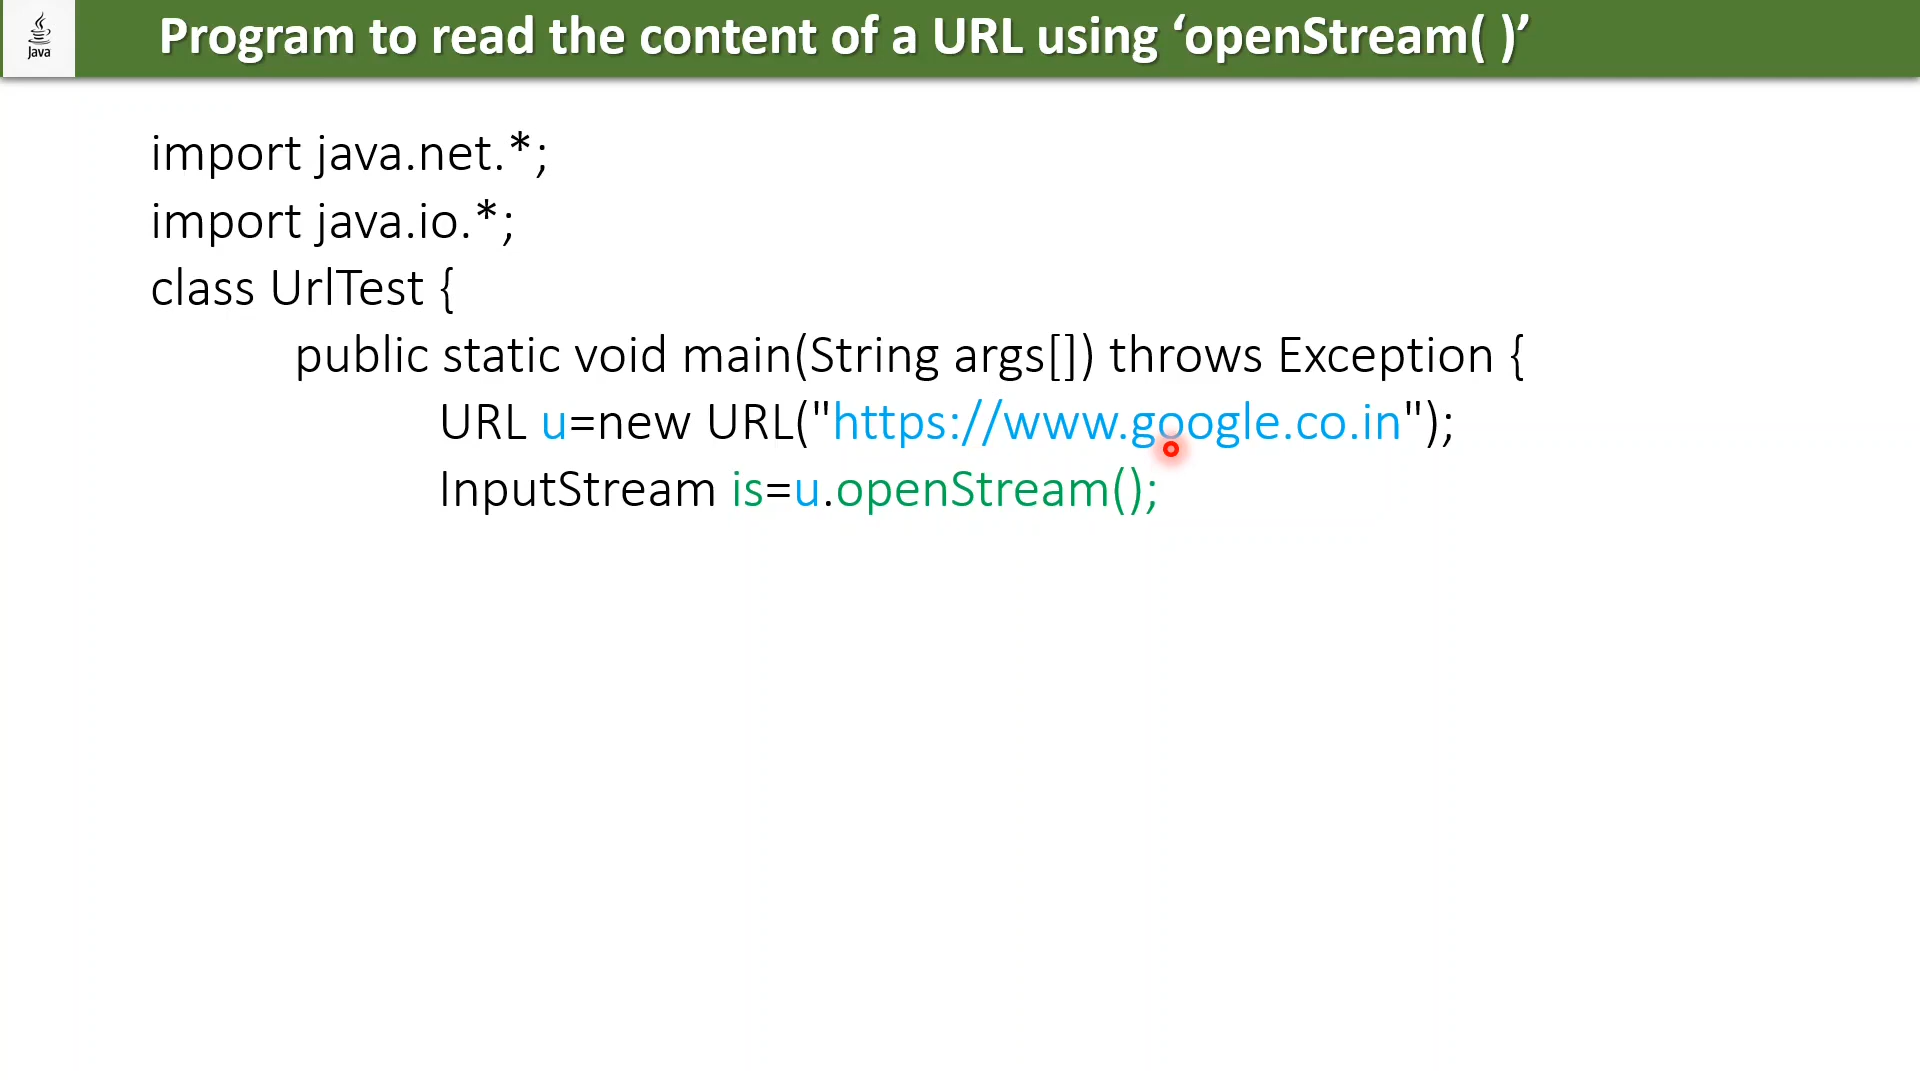 Java
Program to read the content of a URL using ‘openStream( )’
import java.net.*;
import java.io.*;
class UrlTest {
public static void main(String args[]) throws Exception {
URL u=new URL("https://www.google.co.in");
InputStream is=u.openStream();